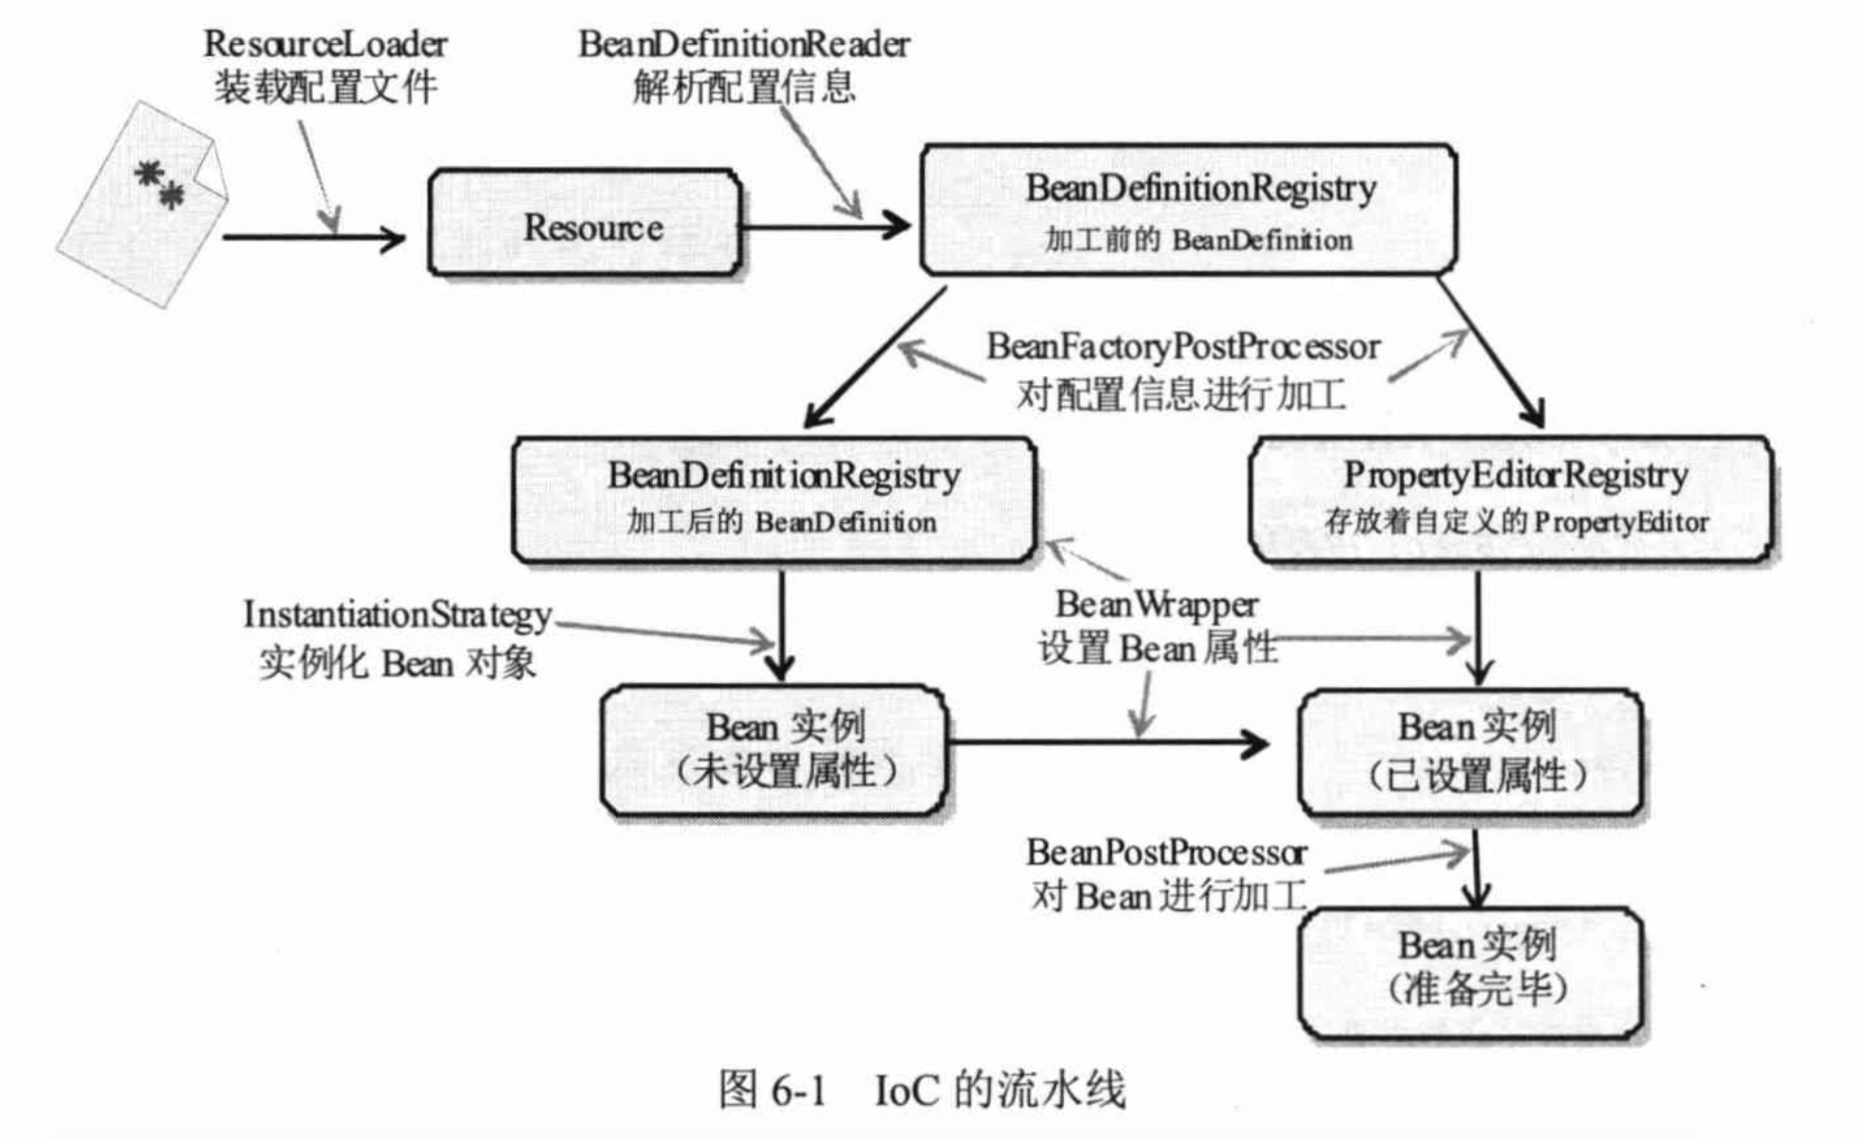 ResourceLoader
装载配置文件
BeanDefinitionReader
解析配置信息
Resource
BeanDefinitionRegistry
加工前的 BeanDefinition
BeanFactoryPostProcessor
对配置信息进行加工
BeanDefinitionRegistry
加工后的 BeanDefinition
PropertyEditorRegistry
存放着自定义的 PropertyEditor
InstantiationStrategy
实例化 Bean 对象
BeanWrapper
设置 Bean 属性
Bean 实例
（未设置属性）
Bean 实例
（已设置属性）
BeanPostProcessor
对 Bean 进行加工
Bean 实例
（准备完毕）
图 6-1 IoC 的流水线